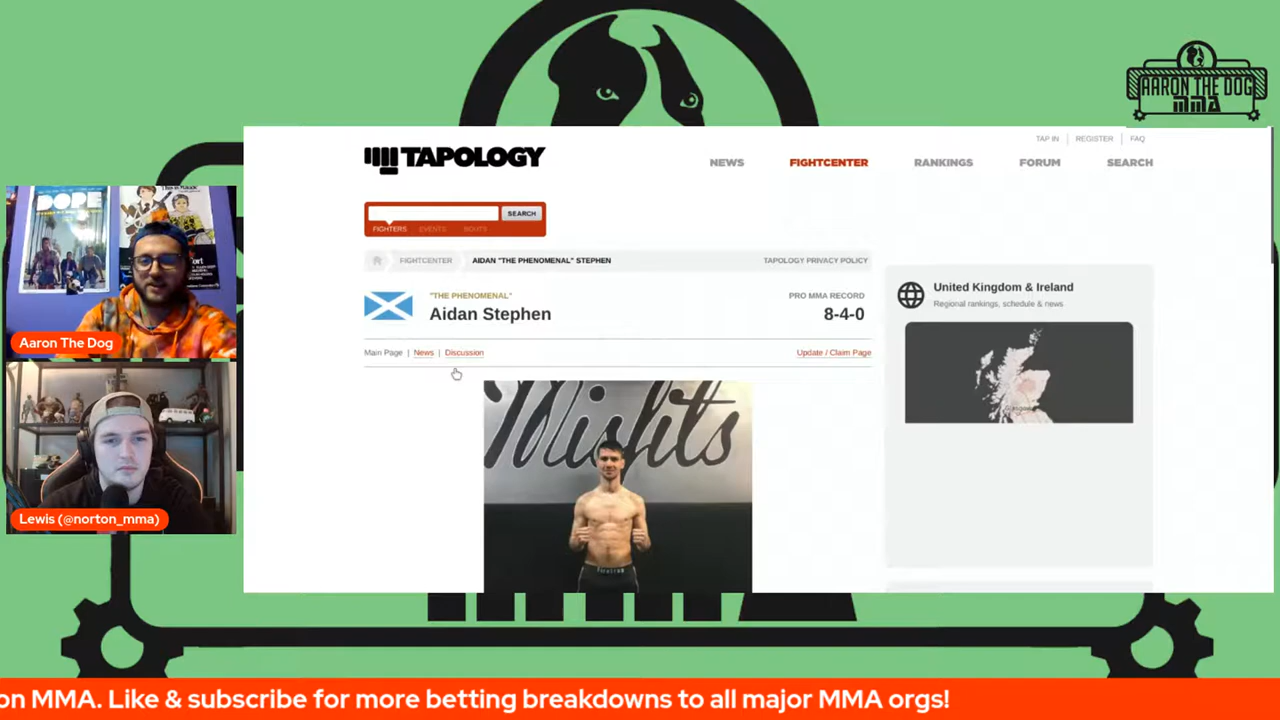 AARON THE DOG
MMA
TAP IN
REGISTER
FAQ
TAPOLOGY
NEWS
FIGHTCENTER
RANKINGS
FORUM
SEARCH
SEARCH
FIGHTERS
EVENTS
BOUTS
FIGHTCENTER
AIDAN "THE PHENOMENAL" STEPHEN
TAPOLOGY PRIVACY POLICY
"THE PHENOMENAL"
Aidan Stephen
PRO MMA RECORD
8-4-0
Main Page | News | Discussion
Update / Claim Page
United Kingdom & Ireland
Regional rankings, schedule & news
Glasgow
Misfits
DOPE
Aaron The Dog
Lewis (@norton_mma)
on MMA. Like & subscribe for more betting breakdowns to all major MMA orgs!